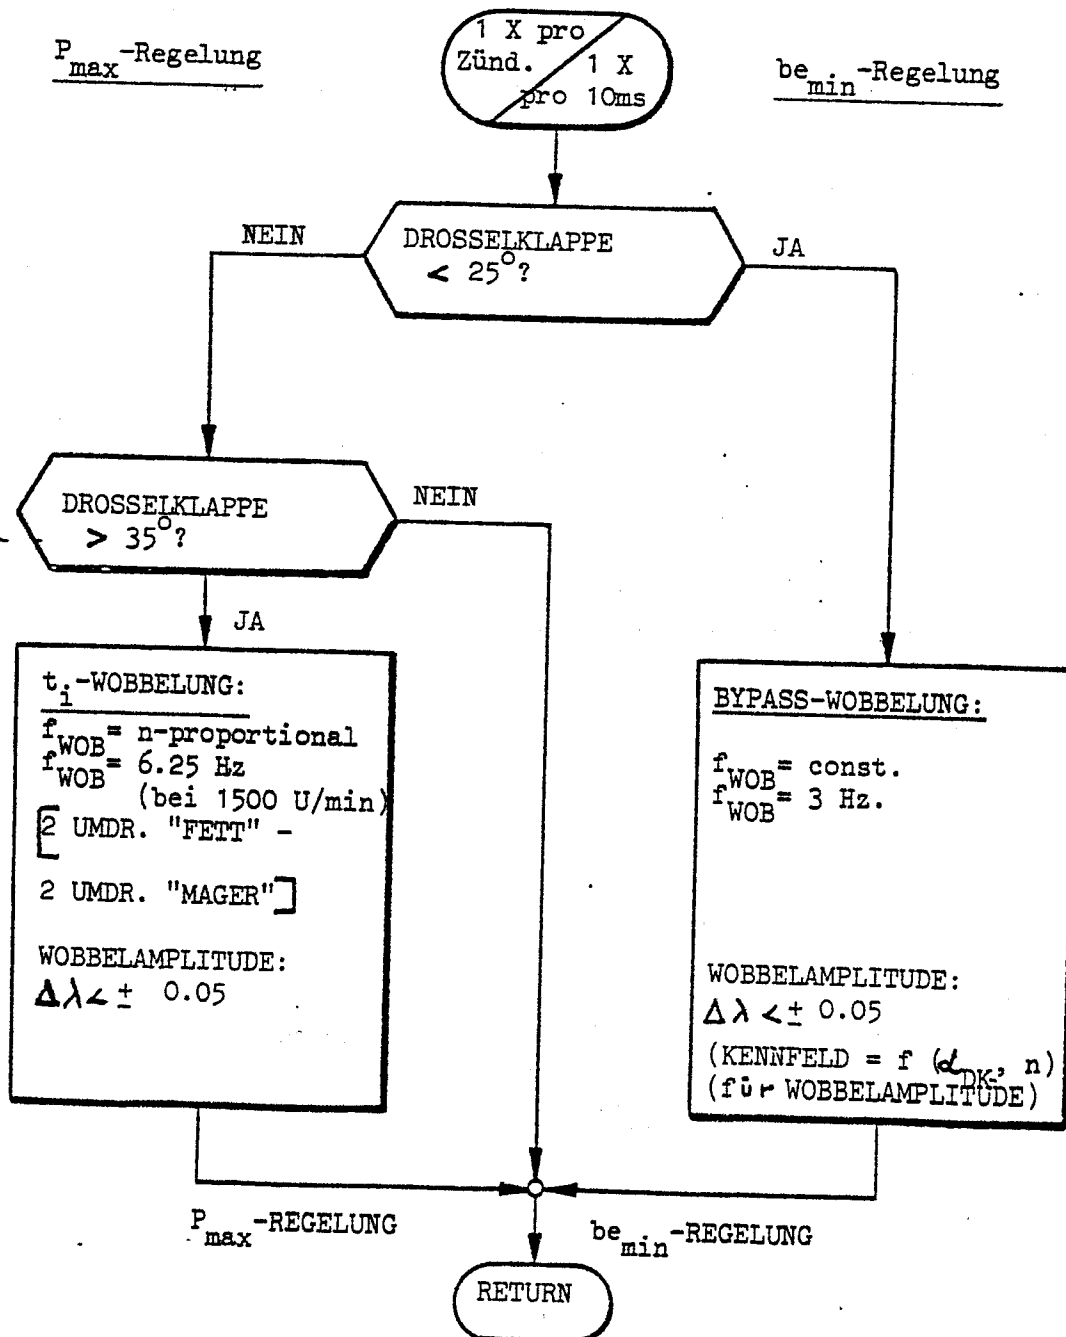 P_max-Regelung
1 X pro
Zünd.
1 X
pro 10ms
be_min-Regelung
NEIN
DROSSELKLAPPE
< 25°?
JA
DROSSELKLAPPE
> 35°?
NEIN
JA
t_i-WOBBELUNG:
f_WOB= n-proportional
f_WOB= 6.25 Hz
(bei 1500 U/min)
[2 UMDR. "FETT" -
2 UMDR. "MAGER"]
WOBBELAMPLITUDE:
Δλ<± 0.05
BYPASS-WOBBELUNG:
f_WOB= const.
f_WOB= 3 Hz.
WOBBELAMPLITUDE:
Δλ<± 0.05
(KENNFELD = f (α_DK, n)
(für WOBBELAMPLITUDE)
P_max-REGELUNG
be_min-REGELUNG
RETURN